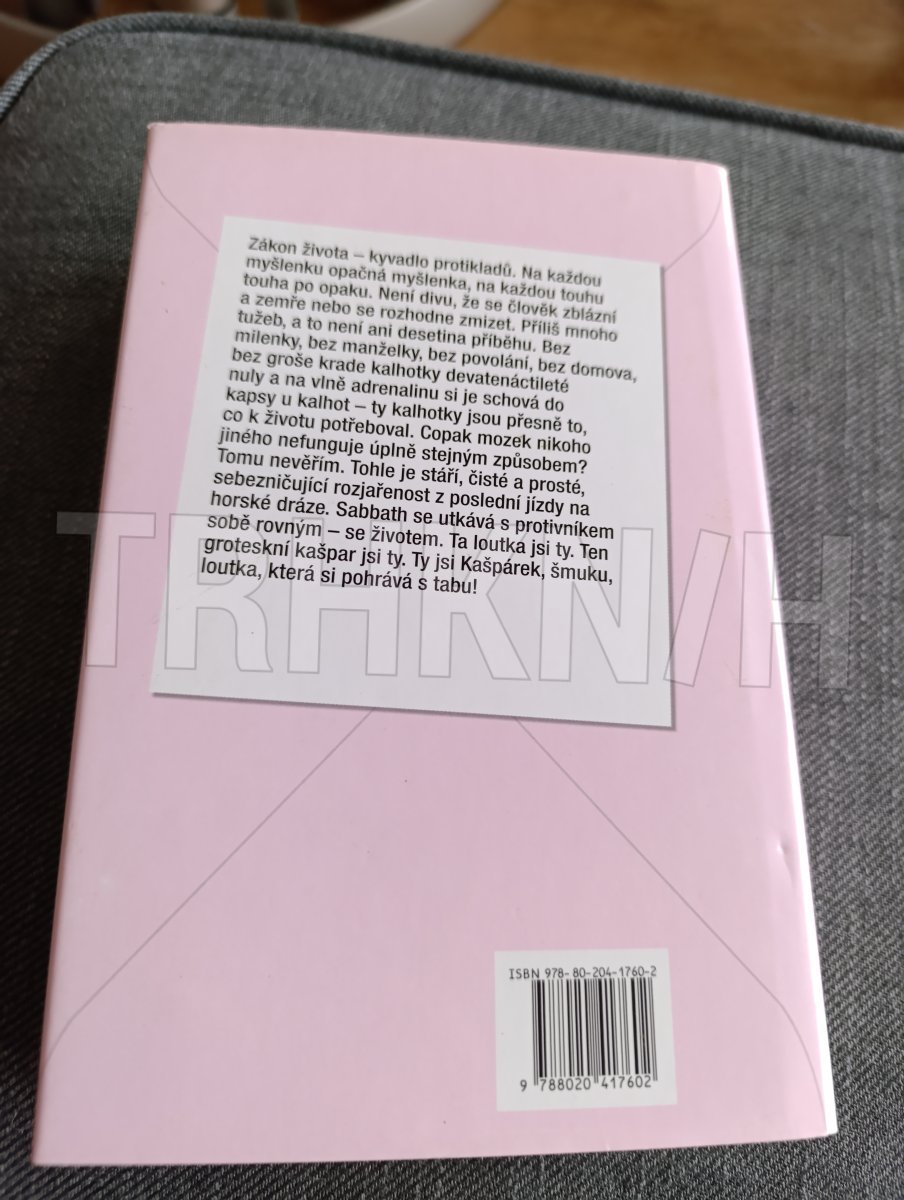 Zákon života – kyvadlo protikladů. Na každou
myšlenku opačná myšlenka, na každou touhu
touha po opaku. Není divu, že se člověk zblázní
a zemře nebo se rozhodne zmizet. Příliš mnoho
tužeb, a to není ani desetina příběhu. Bez
milenky, bez manželky, bez povolání, bez domova,
bez groše krade kalhotky devatenáctileté
nuly a na vlně adrenalinu si je schová do
kapsy u kalhot – ty kalhotky jsou přesně to,
co k životu potřeboval. Copak mozek nikoho
jiného nefunguje úplně stejným způsobem?
Tomu nevěřím. Tohle je stáří, čisté a prosté,
sebezničující rozjařenost z poslední jízdy na
horské dráze. Sabbath se utkává s protivníkem
sobě rovným – se životem. Ta loutka jsi ty. Ten
groteskní kašpar jsi ty. Ty jsi Kašpárek, šmuku,
loutka, která si pohrává s tabu!
TRHKN/H
ISBN 978-80-204-1760-2
9 788020 417602